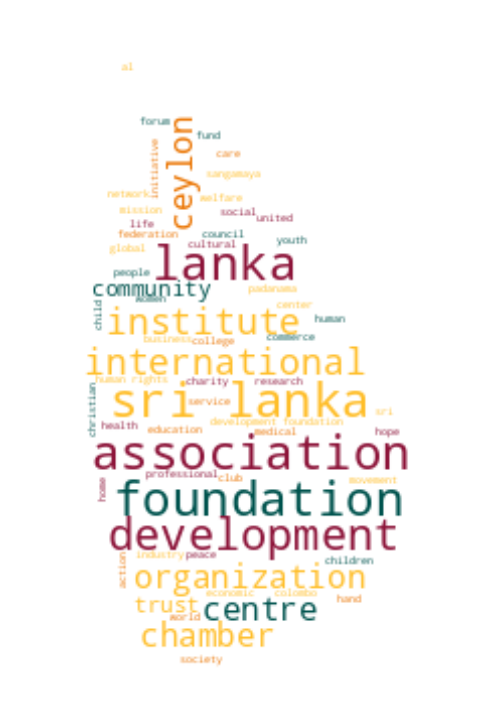 al
forum
fund
ceylon
initiative
care
sangamaya
network
welfare
mission
social
united
life
federation
council
youth
global
cultural
lanka
people
community
women
padanama
child
center
institute
human
business
college
commerce
international
human rights
charity
research
sri lanka
service
christian
sri
development foundation
health
education
medical
hope
association
professional
club
movement
home
foundation
development
industry
peace
children
action
organization
economic
colombo
hand
trust
centre
world
chamber
society